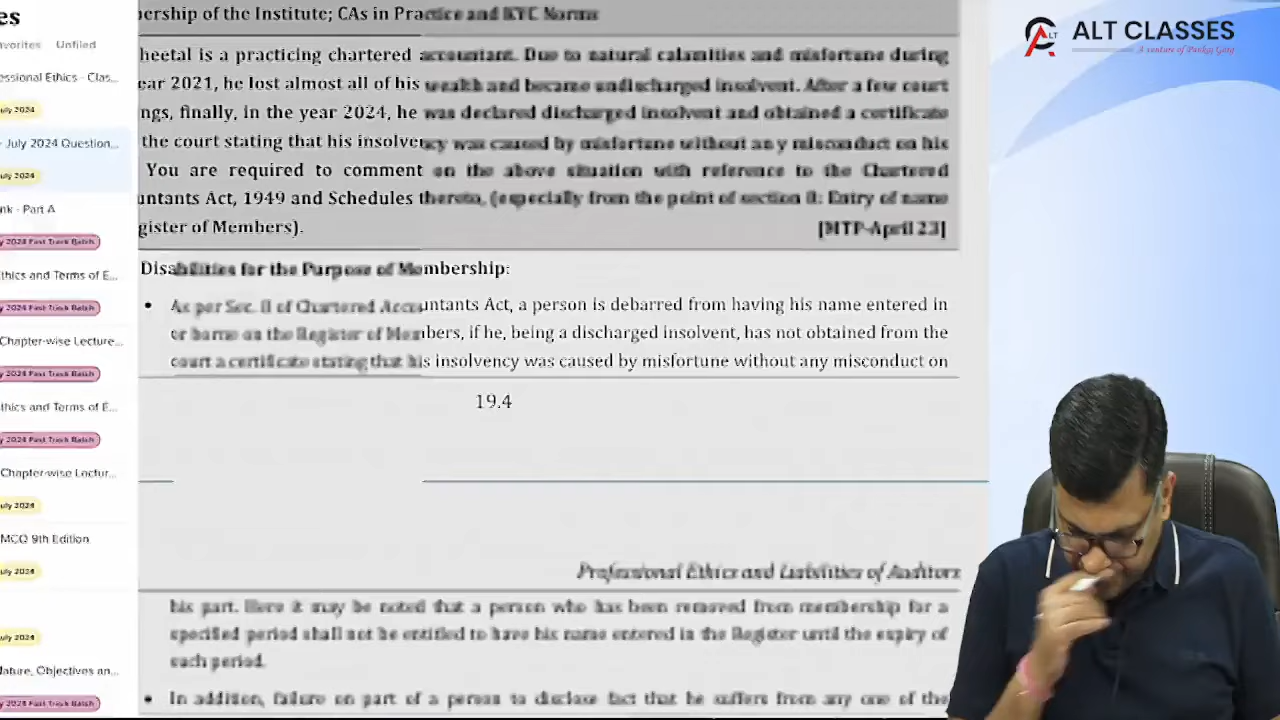 es
avorites Unfiled
essional Ethics - Clas...
uly 2024
- July 2024 Question...
uly 2024
nk - Part A
y 2024 Fast Track Batch
thics and Terms of E...
y 2024 Fast Track Batch
Chapter-wise Lecture...
y 2024 Fast Track Batch
thics and Terms of E...
y 2024 Fast Track Batch
Chapter-wise Lectur...
uly 2024
MCQ 9th Edition
uly 2024
uly 2024
Nature, Objectives an...
y 2024 Fast Track Batch
bership of the Institute; CAs in Practice and KYC Norms
heetal is a practicing chartered accountant. Due to natural calamities and misfortune during
ear 2021, he lost almost all of his wealth and became undischarged insolvent. After a few court
ngs, finally, in the year 2024, he was declared discharged insolvent and obtained a certificate
the court stating that his insolvency was caused by misfortune without any misconduct on his
You are required to comment on the above situation with reference to the Chartered
untants Act, 1949 and Schedules thereto, (especially from the point of section 8: Entry of name
gister of Members). [MTP-April 23]
Disabilities for the Purpose of Membership:
• As per Sec. 8 of Chartered Accountants Act, a person is debarred from having his name entered in
or borne on the Register of Members, if he, being a discharged insolvent, has not obtained from the
court a certificate stating that his insolvency was caused by misfortune without any misconduct on
19.4
Professional Ethics and Liabilities of Auditors
his part. Here it may be noted that a person who has been removed from membership for a
specified period shall not be entitled to have his name entered in the Register until the expiry of
such period.
• In addition, failure on part of a person to disclose fact that he suffers from any one of the
ALT
ALT CLASSES
A venture of Pankaj Garg